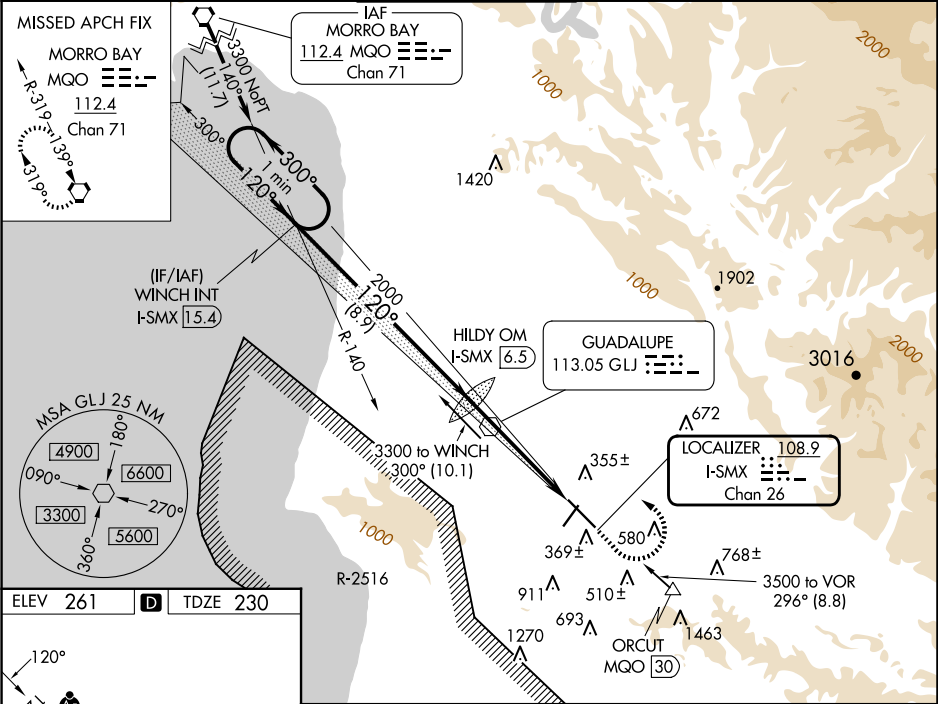 MISSED APCH FIX
MORRO BAY
MQO
112.4
Chan 71
R-319
139°
319°
IAF
MORRO BAY
112.4 MQO
Chan 71
3300 NoPT
140°
(11.7)
300°
1 min
300°
120°
2000
1000
1420
(IF/IAF)
WINCH INT
I-SMX 15.4
2000
120°
(8.9)
R-140
1000
1902
HILDY OM
I-SMX 6.5
GUADALUPE
113.05 GLJ
3016
2000
MSA GLJ 25 NM
4900
180°
6600
090°
270°
3300
5600
360°
3300 to WINCH
300° (10.1)
672
LOCALIZER 108.9
I-SMX
Chan 26
355±
1000
369±
580
768±
R-2516
911
510±
3500 to VOR
296° (8.8)
693
1463
1270
ORCUT
MQO 30
ELEV 261 D TDZE 230
120°